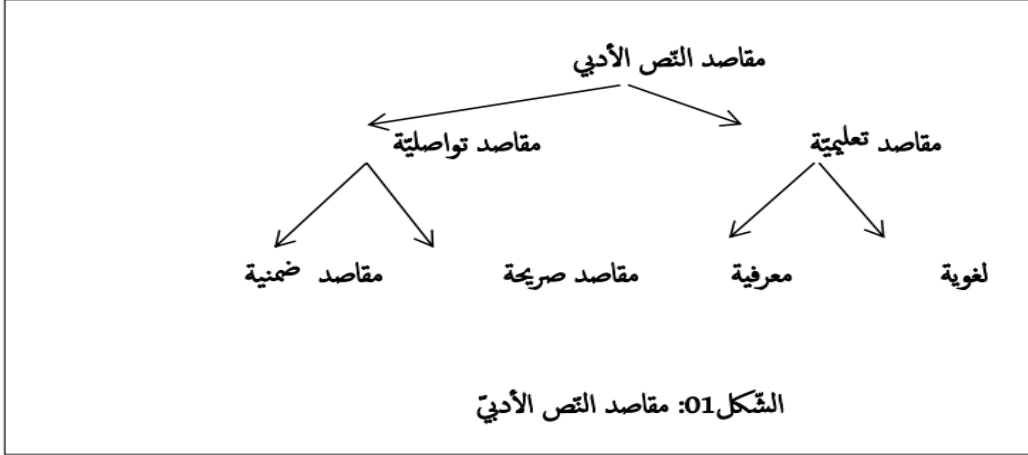 مقاصد النّص الأدبي
مقاصد تعليميّة مقاصد تواصليّة
لغوية معرفية مقاصد صريحة مقاصد ضمنية
الشّكل01: مقاصد النّص الأدبيّ